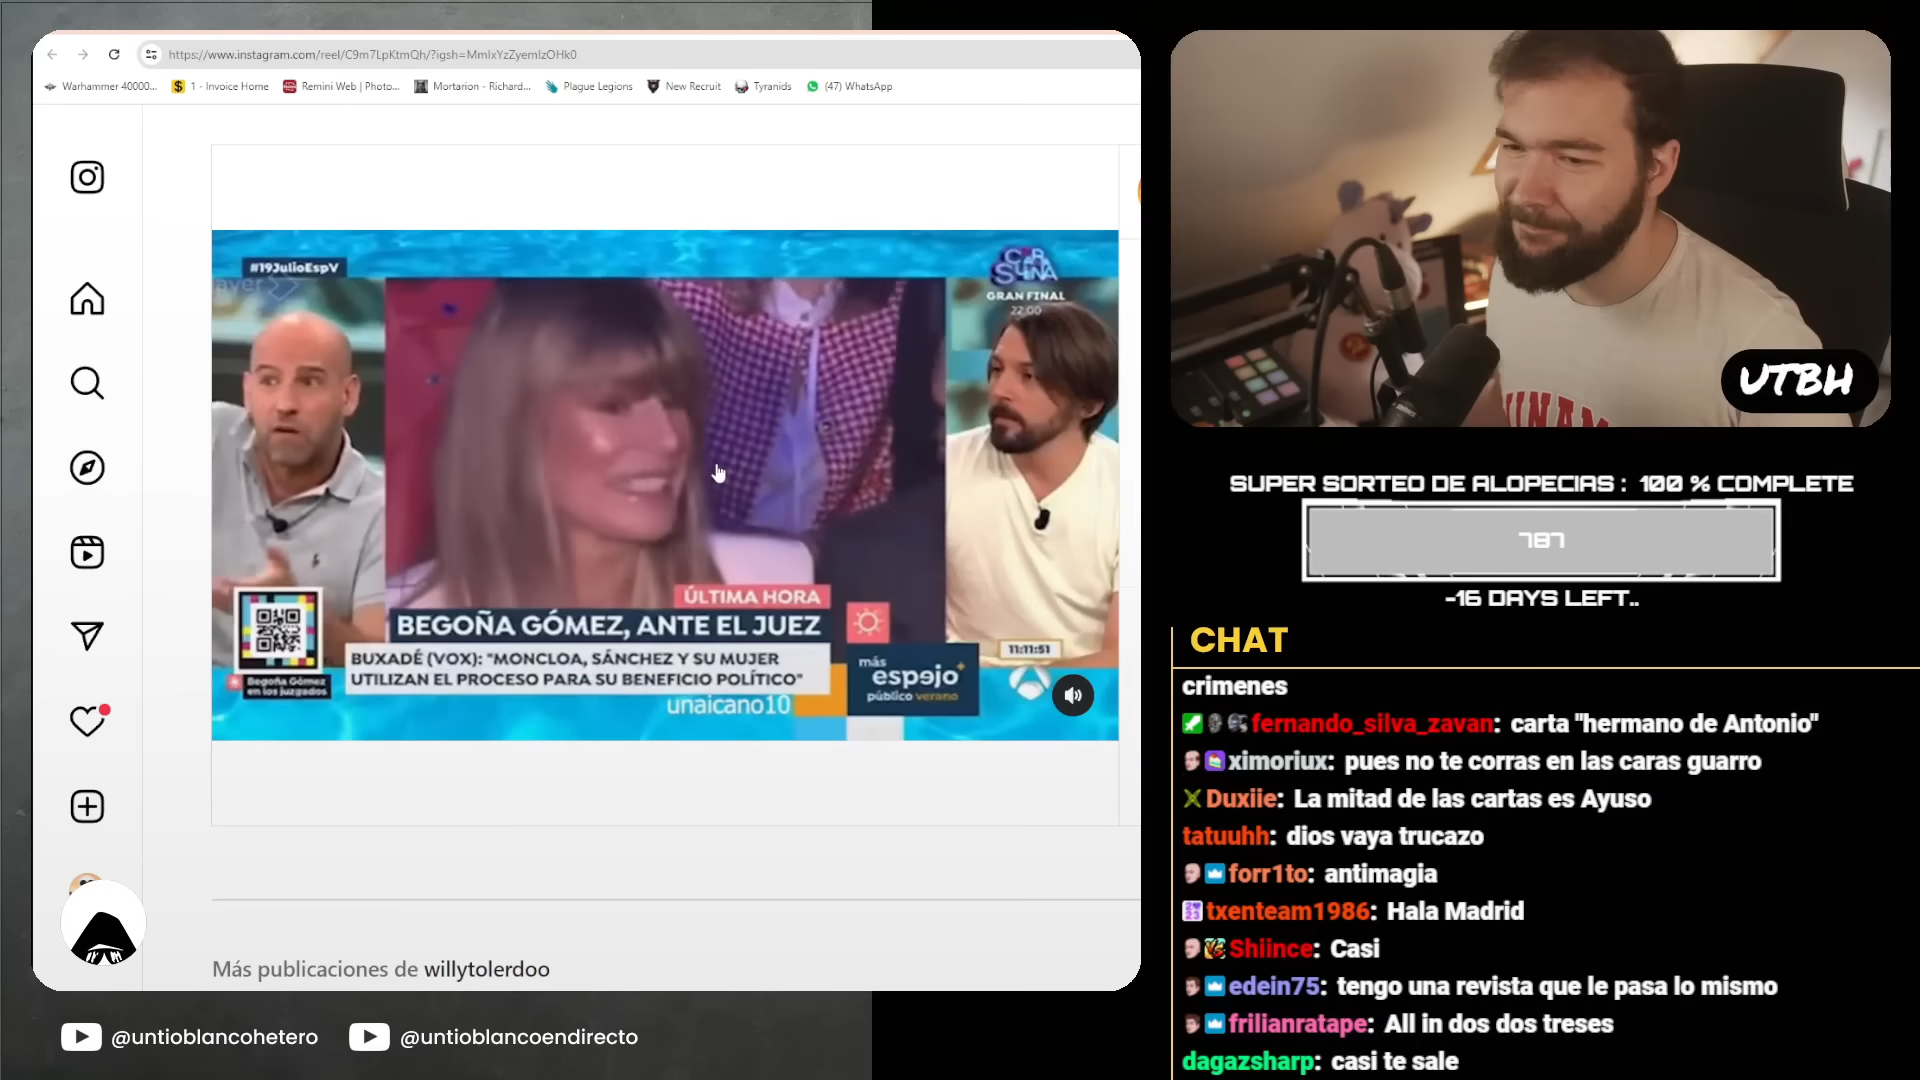 https://www.instagram.com/reel/C9m7LpKtmQh/?igsh=MmIxYzZyemIzOHk0
Warhammer 40000...
1 - Invoice Home
Remini Web | Photo...
Mortarion - Richard...
Plague Legions
New Recruit
Tyranids
(47) WhatsApp
#19JulioEspV
GRAN FINAL
22:00
ÚLTIMA HORA
BEGOÑA GÓMEZ, ANTE EL JUEZ
BUXADÉ (VOX): "MONCLOA, SÁNCHEZ Y SU MUJER
UTILIZAN EL PROCESO PARA SU BENEFICIO POLÍTICO"
Begoña Gómez
en los juzgados
más
espejo+
público verano
11:11:51
unaicano10
Más publicaciones de willytolerdoo
@untioblancohetero
@untioblancoendirecto
UTBH
SUPER SORTEO DE ALOPECIAS : 100 % COMPLETE
787
-16 DAYS LEFT..
CHAT
crimenes
fernando_silva_zavan: carta "hermano de Antonio"
ximoriux: pues no te corras en las caras guarro
Duxiie: La mitad de las cartas es Ayuso
tatuuhh: dios vaya trucazo
forr1to: antimagia
txenteam1986: Hala Madrid
Shiince: Casi
edein75: tengo una revista que le pasa lo mismo
frilianratape: All in dos dos treses
dagazsharp: casi te sale